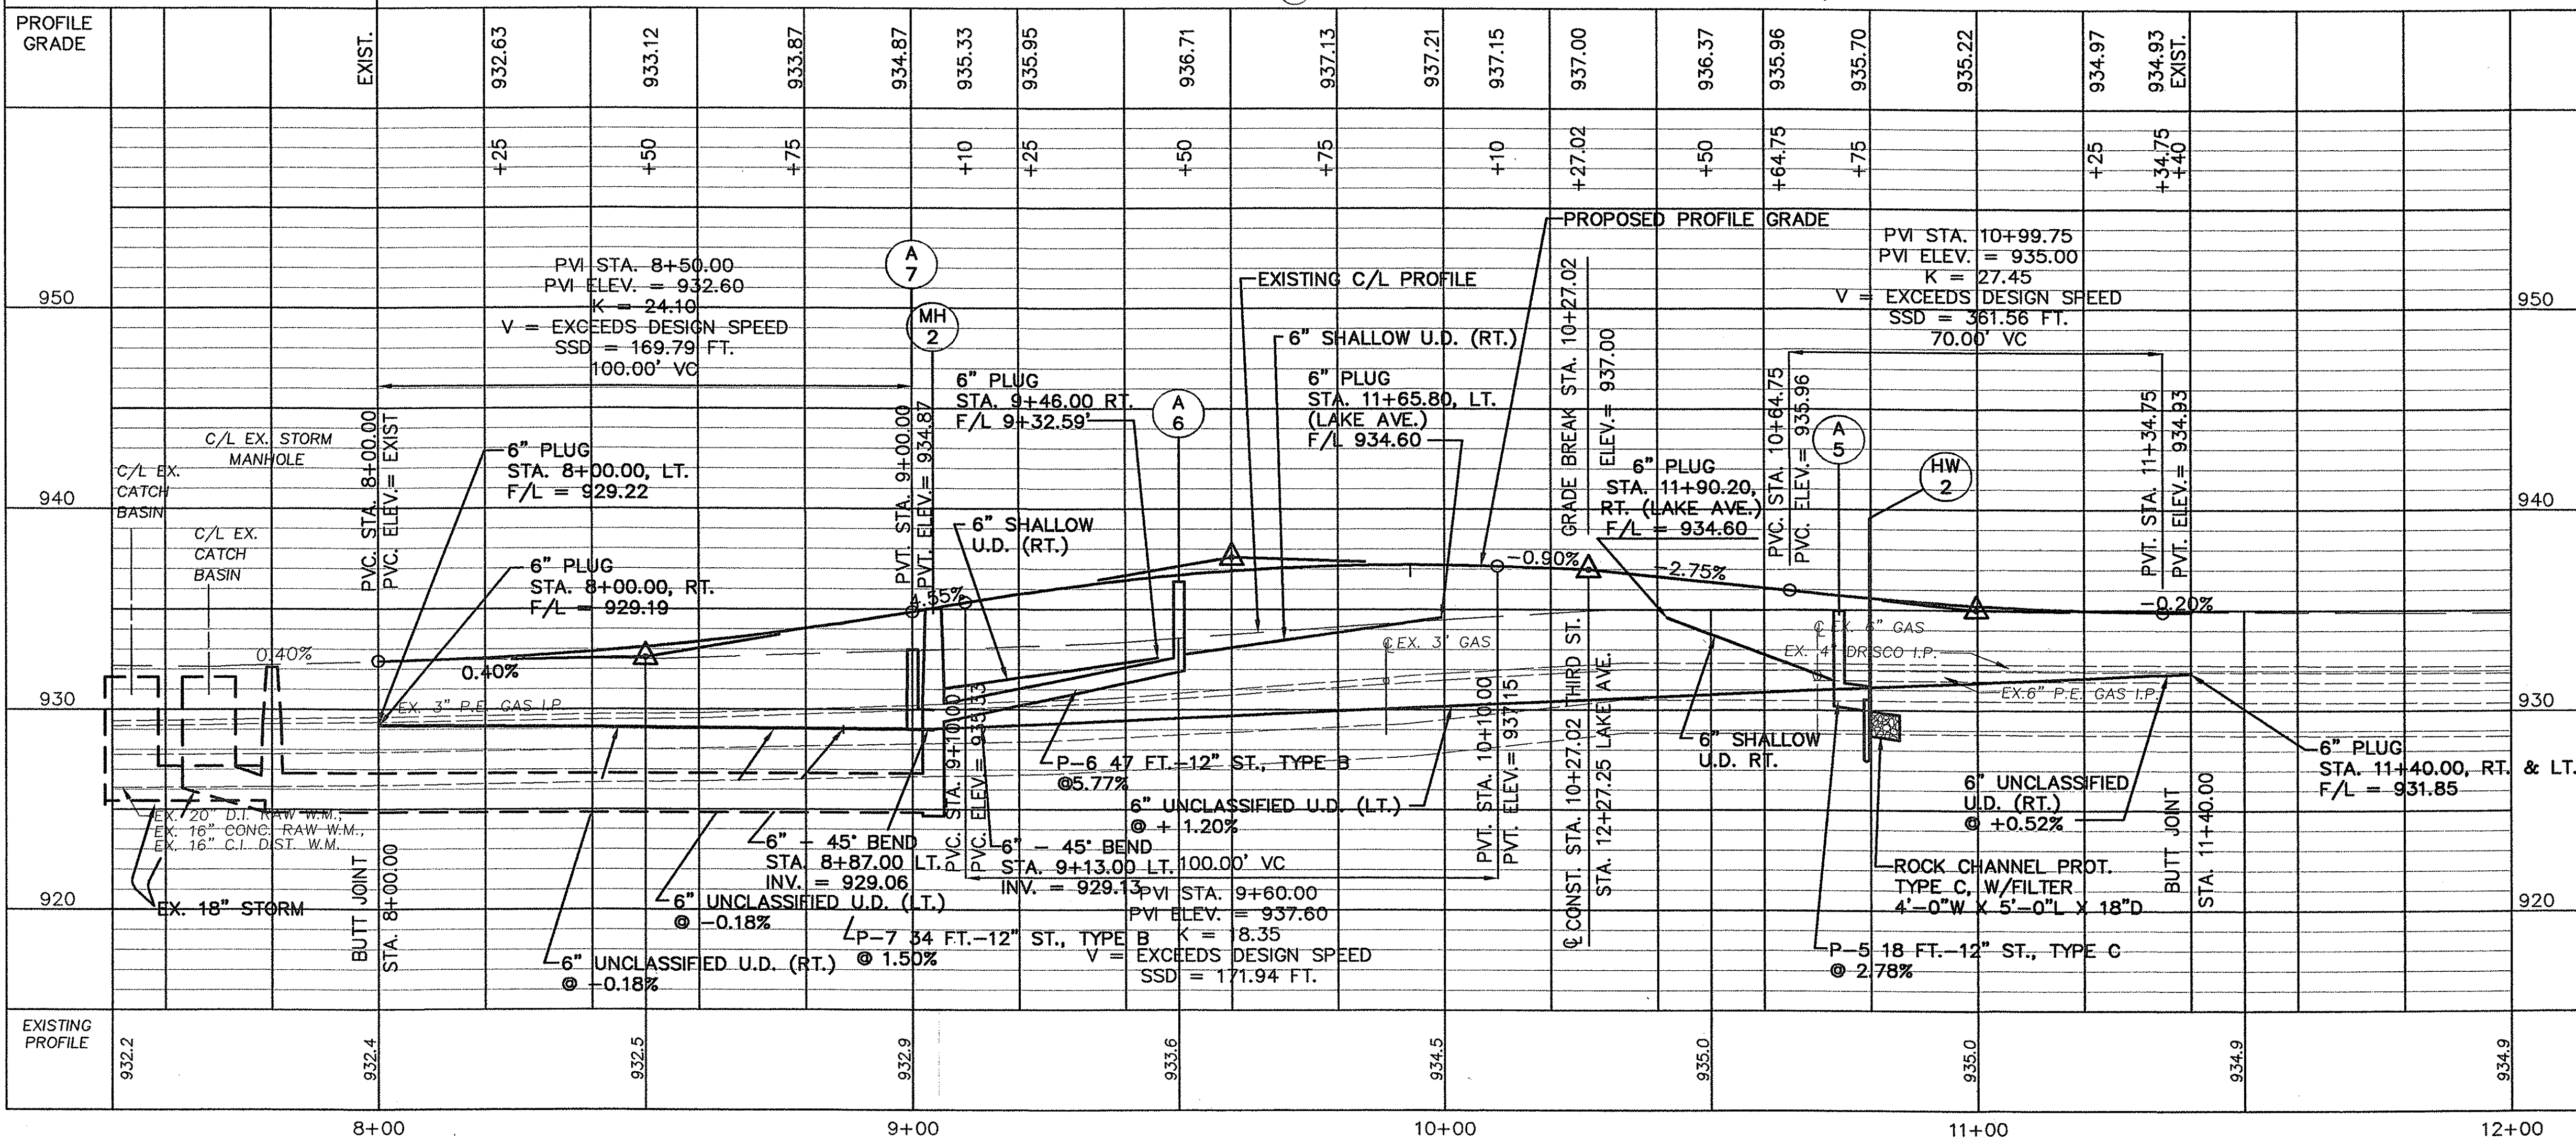 PROFILE
GRADE
EXIST.
932.63
933.12
933.87
934.87
935.33
935.95
936.71
937.13
937.21
937.15
937.00
936.37
935.96
935.70
935.22
934.97
934.93
EXIST.
+25
+50
+75
+10
+25
+50
+75
+10
+27.02
+50
+64.75
+75
+25
+34.75
+40
PROPOSED PROFILE GRADE
PVI STA. 8+50.00
PVI ELEV. = 932.60
K = 24.10
V = EXCEEDS DESIGN SPEED
SSD = 169.79 FT.
100.00' VC
A
7
MH
2
EXISTING C/L PROFILE
6" SHALLOW U.D. (RT.)
GRADE BREAK STA. 10+27.02
ELEV.= 937.00
PVI STA. 10+99.75
PVI ELEV. = 935.00
K = 27.45
V = EXCEEDS DESIGN SPEED
SSD = 361.56 FT.
70.00' VC
950
950
6" PLUG
STA. 9+46.00 RT.
F/L 9+32.59'
A
6
6" PLUG
STA. 11+65.80, LT.
(LAKE AVE.)
F/L 934.60
6" PLUG
STA. 11+90.20,
RT. (LAKE AVE.)
F/L = 934.60
PVC. STA. 10+64.75
PVC. ELEV.= 935.96
A
5
HW
2
PVT. STA. 11+34.75
PVT. ELEV.= 934.93
C/L EX.
CATCH
BASIN
C/L EX. STORM
MANHOLE
C/L EX.
CATCH
BASIN
PVC. STA. 8+00.00
PVC. ELEV.= EXIST
6" PLUG
STA. 8+00.00, LT.
F/L = 929.22
6" PLUG
STA. 8+00.00, RT.
F/L = 929.19
PVT. STA. 9+00.00
PVT. ELEV.= 934.87
6" SHALLOW
U.D. (RT.)
940
940
0.40%
0.40%
4.55%
-0.90%
-2.75%
-0.20%
EX. 3" P.E. GAS I.P.
℄ EX. 3' GAS
℄ EX. 6" GAS
EX. 4" DRISCO I.P.
EX.6" P.E. GAS I.P.
930
930
EX. 20" D.I. RAW W.M.,
EX. 16" CONC. RAW W.M.,
EX. 16" C.I. DIST. W.M.
EX. 18" STORM
BUTT JOINT
STA. 8+00.00
6" - 45° BEND
STA. 8+87.00 LT.
INV. = 929.06
6" UNCLASSIFIED U.D. (LT.)
@ -0.18%
P-7 34 FT.-12" ST., TYPE B
@ 1.50%
6" UNCLASSIFIED U.D. (RT.)
@ -0.18%
PVC. STA. 9+10.00
PVC. ELEV.= 935.33
6" - 45° BEND
STA. 9+13.00 LT.
INV. = 929.13
P-6 47 FT.-12" ST., TYPE B
@5.77%
6" UNCLASSIFIED U.D. (LT.)
@ + 1.20%
100.00' VC
PVI STA. 9+60.00
PVI ELEV. = 937.60
K = 18.35
V = EXCEEDS DESIGN SPEED
SSD = 171.94 FT.
PVT. STA. 10+10.00
PVT. ELEV.= 937.15
℄ CONST. STA. 10+27.02 THIRD ST.
STA. 12+27.25 LAKE AVE.
6" SHALLOW
U.D. RT.
6" UNCLASSIFIED
U.D. (RT.)
@ +0.52%
6" PLUG
STA. 11+40.00, RT. & LT.
F/L = 931.85
ROCK CHANNEL PROT.
TYPE C, W/FILTER
4'-0"W X 5'-0"L X 18"D
P-5 18 FT.-12" ST., TYPE C
@ 2.78%
BUTT JOINT
STA. 11+40.00
920
920
EXISTING
PROFILE
932.2
932.4
932.5
932.9
933.6
934.5
935.0
935.0
934.9
934.9
8+00
9+00
10+00
11+00
12+00